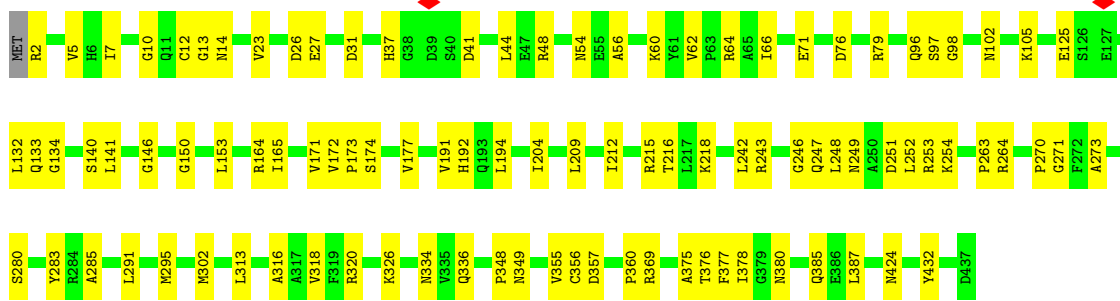 MET R2 V5 H6 I7 G10 Q11 C12 G13 N14 V23 D26 E27 D31 H37 G38 D39 S40 D41 L44 E47 R48 N54 E55 A56 K60 Y61 V62 P63 R64 A65 I66 E71 D76 R79 Q96 S97 G98 N102 K105 E125 S126 E127
L132 Q133 G134 S140 L141 G146 G150 L153 R164 I165 V171 V172 P173 S174 V177 V191 H192 Q193 L194 I204 L209 I212 R215 T216 L217 K218 L242 R243 G246 Q247 L248 N249 A250 D251 L252 R253 K254 P263 R264 P270 G271 F272 A273
S280 Y283 R284 A285 L291 M295 M302 L313 A316 A317 V318 F319 R320 K326 N334 V335 Q336 P348 N349 V355 C356 D357 P360 R369 A375 T376 F377 I378 G379 N380 Q385 E386 L387 N424 Y432 D437